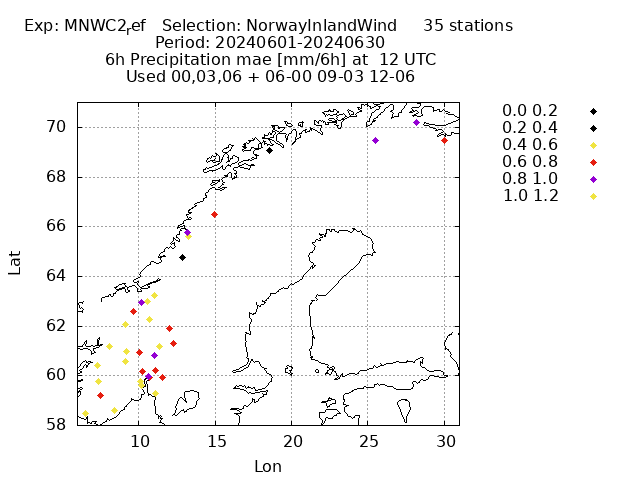 Exp: MNWC2ref   Selection: NorwayInlandWind     35 stations
Period: 20240601-20240630
6h Precipitation mae [mm/6h] at  12 UTC
Used 00,03,06 + 06-00 09-03 12-06
0.0 0.2
0.2 0.4
0.4 0.6
0.6 0.8
0.8 1.0
1.0 1.2
70
68
66
64
62
60
58
Lat
10 15 20 25 30
Lon